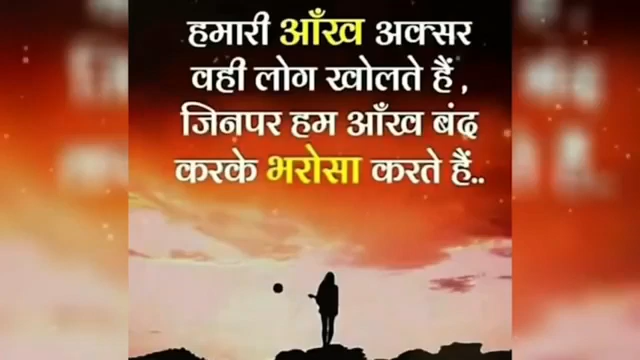 हमारी आँख अक्सर
वही लोग खोलते हैं ,
जिनपर हम आँख बंद
करके भरोसा करते हैं..